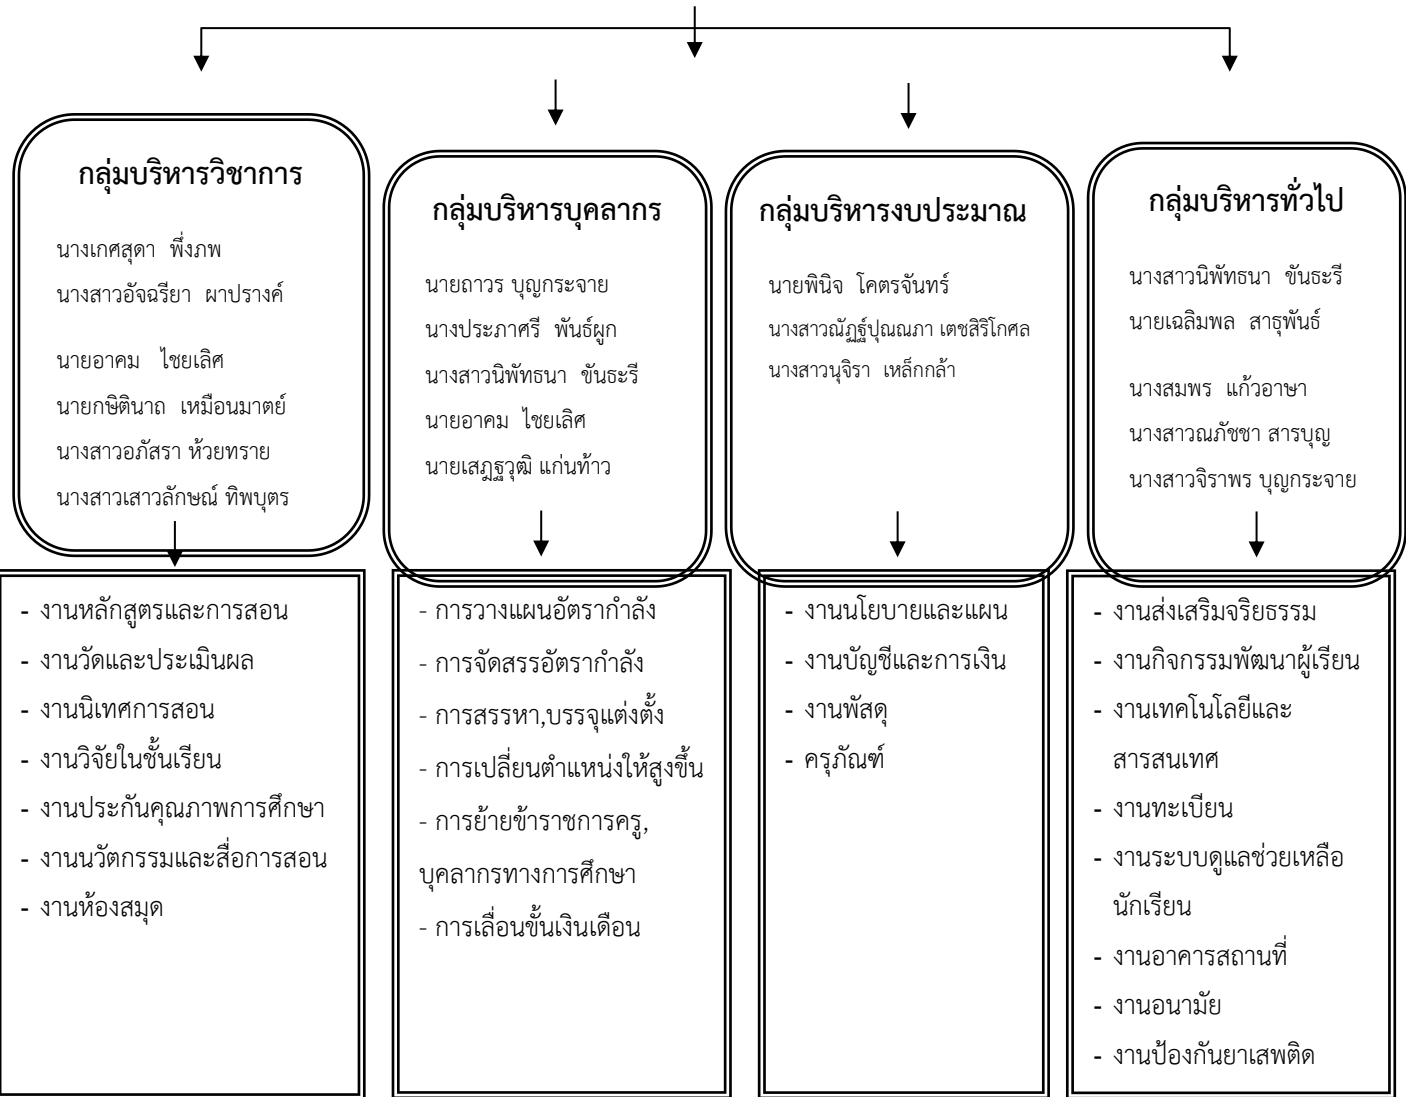 กลุ่มบริหารวิชาการ
นางเกศสุดา พึ่งภพ
นางสาวอัจฉรียา ผาปรางค์
นายอาคม ไชยเลิศ
นายกษิตินาถ เหมือนมาตย์
นางสาวอภัสรา ห้วยทราย
นางสาวเสาวลักษณ์ ทิพบุตร
- งานหลักสูตรและการสอน
- งานวัดและประเมินผล
- งานนิเทศการสอน
- งานวิจัยในชั้นเรียน
- งานประกันคุณภาพการศึกษา
- งานนวัตกรรมและสื่อการสอน
- งานห้องสมุด
กลุ่มบริหารบุคลากร
นายถาวร บุญกระจาย
นางประภาศรี พันธ์ผูก
นางสาวนิพัทธนา ขันธะรี
นายอาคม ไชยเลิศ
นายเสฎฐวุฒิ แก่นท้าว
- การวางแผนอัตรากำลัง
- การจัดสรรอัตรากำลัง
- การสรรหา,บรรจุแต่งตั้ง
- การเปลี่ยนตำแหน่งให้สูงขึ้น
- การย้ายข้าราชการครู,
บุคลากรทางการศึกษา
- การเลื่อนขั้นเงินเดือน
กลุ่มบริหารงบประมาณ
นายพินิจ โคตรจันทร์
นางสาวณัฏฐ์ปุณณภา เตชสิริโกศล
นางสาวนุจิรา เหล็กกล้า
- งานนโยบายและแผน
- งานบัญชีและการเงิน
- งานพัสดุ
- ครุภัณฑ์
กลุ่มบริหารทั่วไป
นางสาวนิพัทธนา ขันธะรี
นายเฉลิมพล สาธุพันธ์
นางสมพร แก้วอาษา
นางสาวณภัชชา สารบุญ
นางสาวจิราพร บุญกระจาย
- งานส่งเสริมจริยธรรม
- งานกิจกรรมพัฒนาผู้เรียน
- งานเทคโนโลยีและ
สารสนเทศ
- งานทะเบียน
- งานระบบดูแลช่วยเหลือ
นักเรียน
- งานอาคารสถานที่
- งานอนามัย
- งานป้องกันยาเสพติด